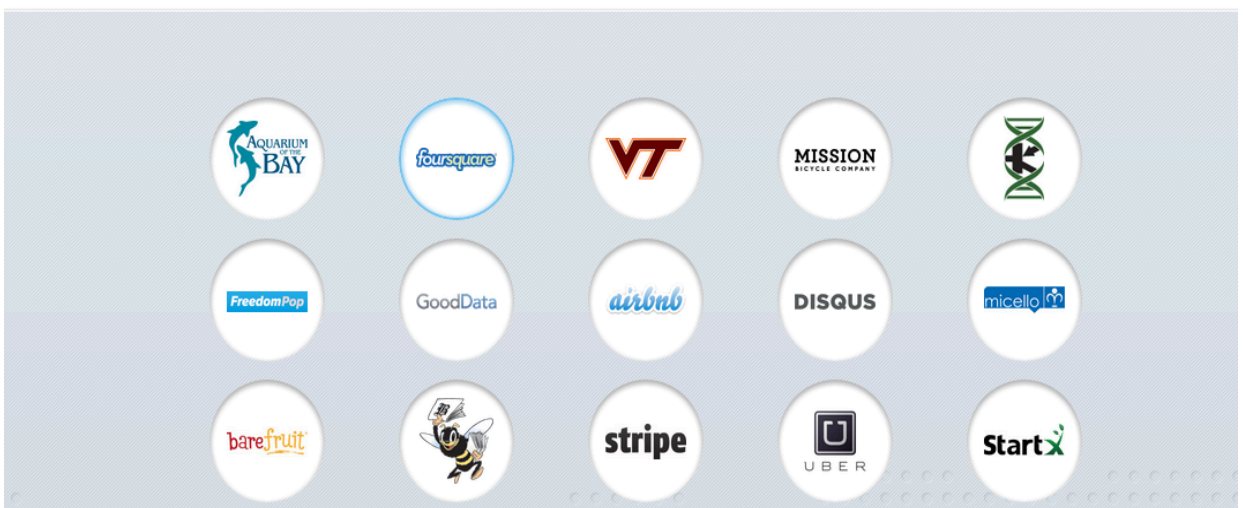 AQUARIUM
OF THE
BAY
foursquare
VT
MISSION
BICYCLE COMPANY
K
FreedomPop
GoodData
airbnb
DISQUS
micello
barefruit
B
stripe
U
UBER
StartX